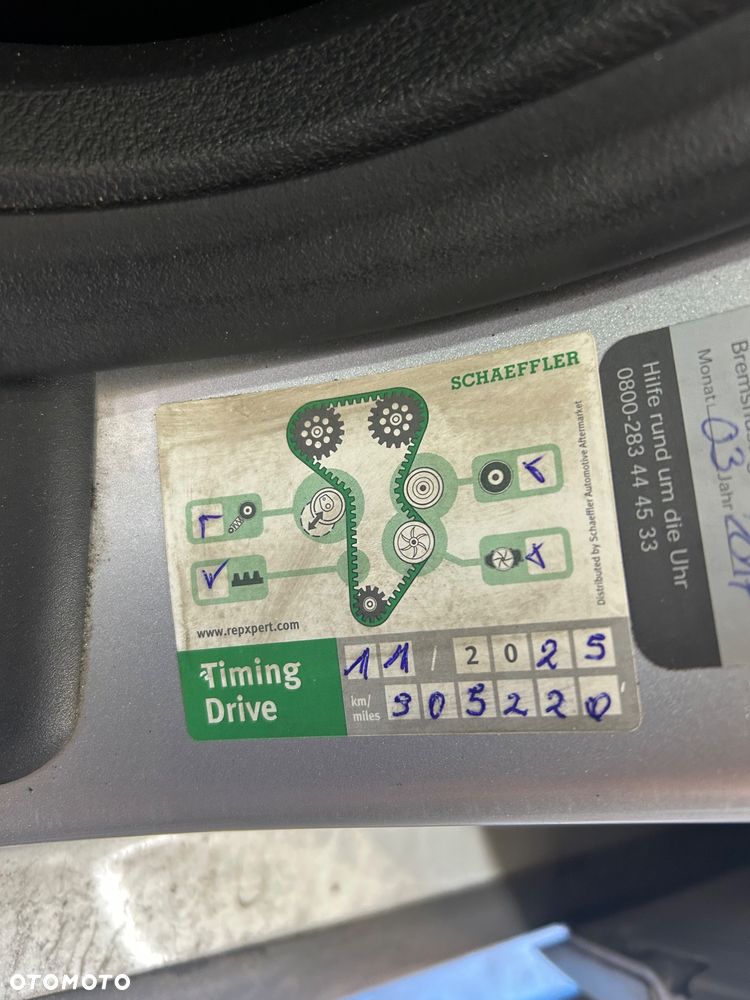 SCHAEFFLER
Distributed by Schaeffler Automotive Aftermarket
www.repxpert.com
Timing
Drive
11 / 2025
km/
miles
305220
Hilfe rund um die Uhr
0800-283 44 45 33
Monat 03 Jahr
OTOMOTO